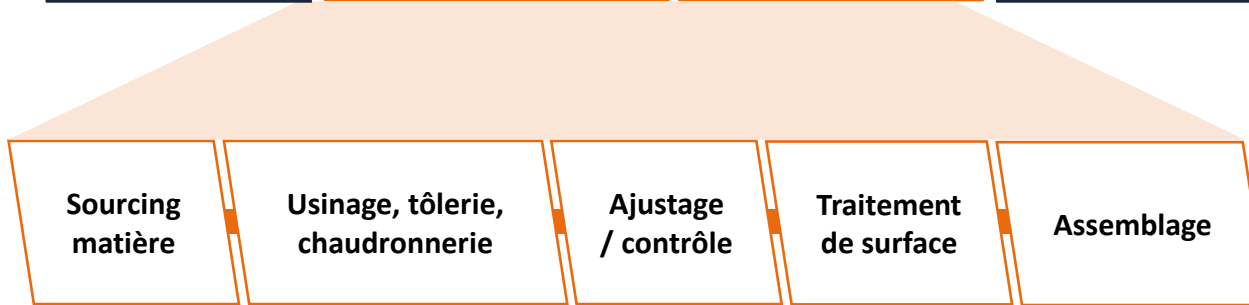 Sourcing
matière
Usinage, tôlerie,
chaudronnerie
Ajustage
/ contrôle
Traitement
de surface
Assemblage